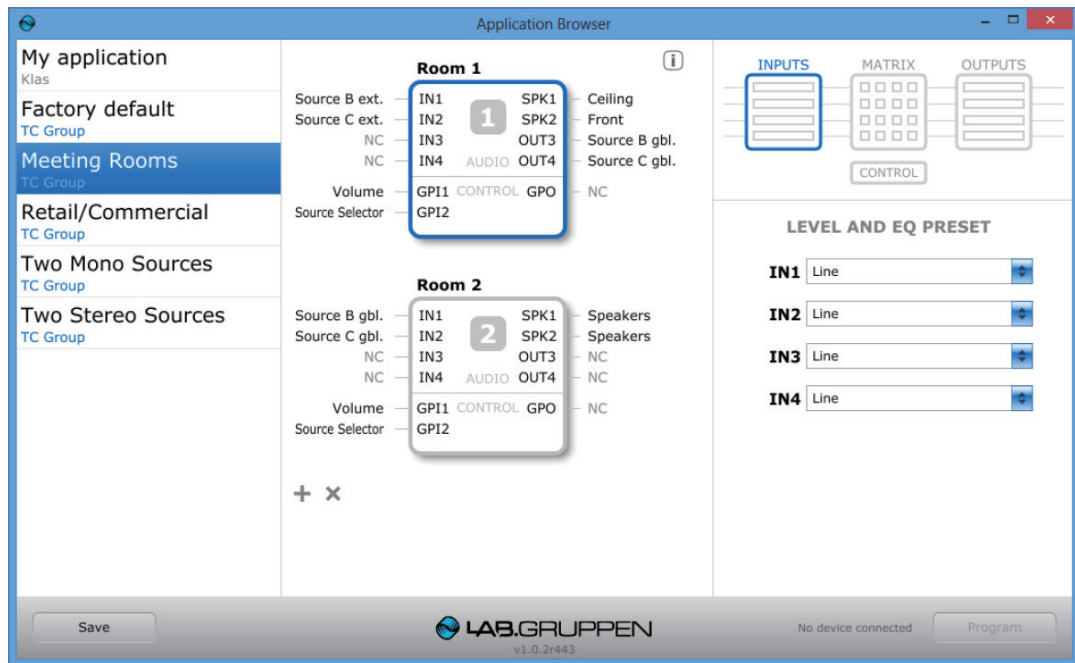 Application Browser
My application
Klas
Factory default
TC Group
Meeting Rooms
TC Group
Retail/Commercial
TC Group
Two Mono Sources
TC Group
Two Stereo Sources
TC Group
Room 1
i
Source B ext. IN1 SPK1 Ceiling
Source C ext. IN2 1 SPK2 Front
NC IN3 OUT3 Source B gbl.
NC IN4 AUDIO OUT4 Source C gbl.
Volume GPI1 CONTROL GPO NC
Source Selector GPI2
Room 2
Source B gbl. IN1 SPK1 Speakers
Source C gbl. IN2 2 SPK2 Speakers
NC IN3 OUT3 NC
NC IN4 AUDIO OUT4 NC
Volume GPI1 CONTROL GPO NC
Source Selector GPI2
INPUTS MATRIX OUTPUTS
CONTROL
LEVEL AND EQ PRESET
IN1 Line
IN2 Line
IN3 Line
IN4 Line
Save
LAB.GRUPPEN
v1.0.2r443
No device connected
Program